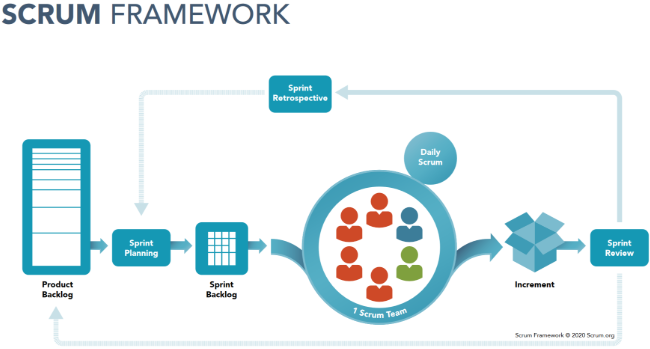 SCRUM FRAMEWORK
Sprint
Retrospective
Daily
Scrum
Sprint
Planning
Sprint
Review
Product
Backlog
Sprint
Backlog
1 Scrum Team
Increment
Scrum Framework © 2020 Scrum.org